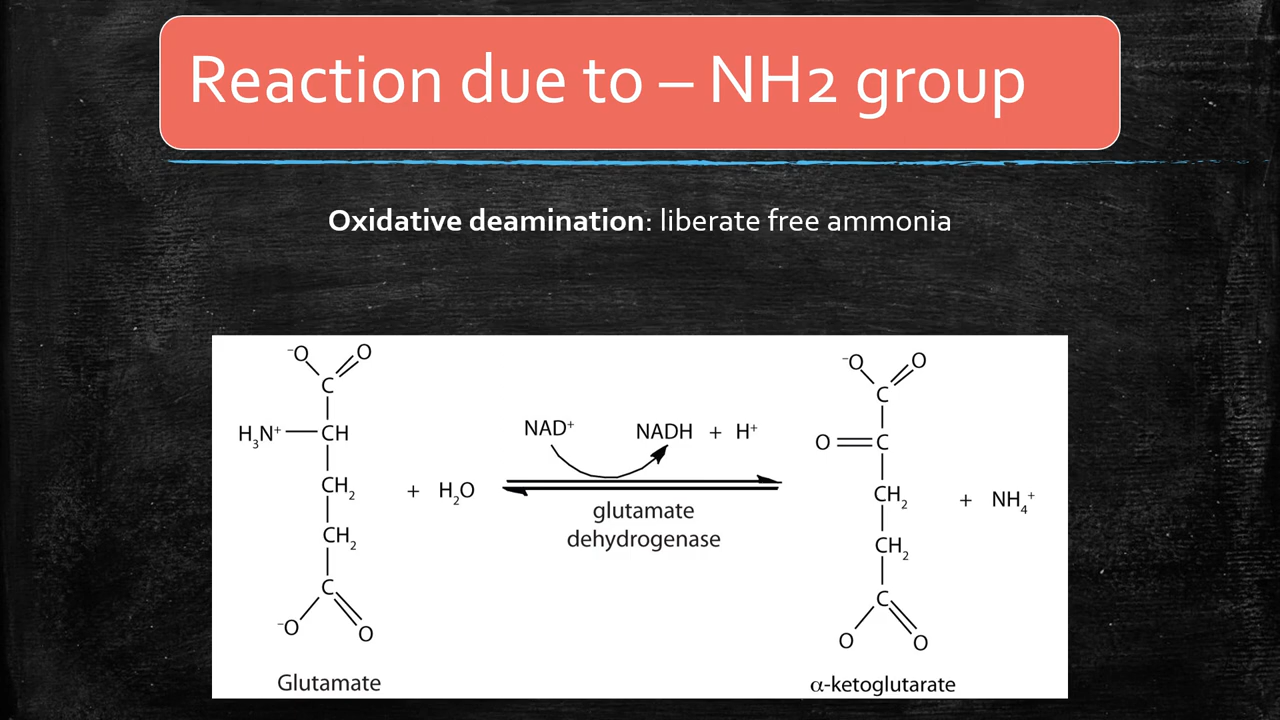 Reaction due to – NH2 group
Oxidative deamination: liberate free ammonia
⁻O O
C
H₃N⁺ CH
CH₂
CH₂
C
⁻O O
Glutamate
+ H₂O
NAD⁺ NADH + H⁺
glutamate
dehydrogenase
⁻O O
C
O C
CH₂
CH₂
C
O O
α-ketoglutarate
+ NH₄⁺